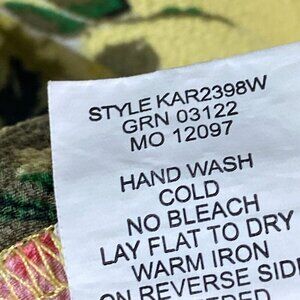 STYLE KAR2398W
GRN 03122
MO 12097
HAND WASH
COLD
NO BLEACH
LAY FLAT TO DRY
WARM IRON
ON REVERSE SIDE